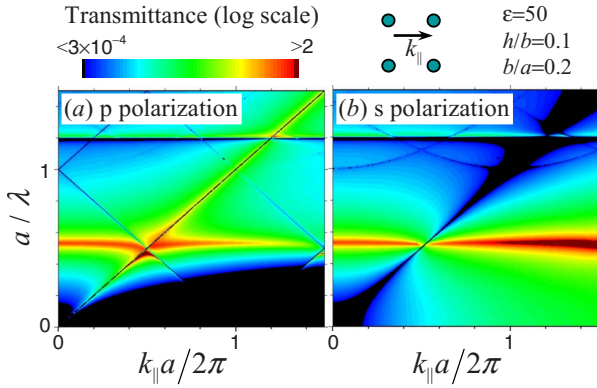 Transmittance (log scale)
<3×10⁻⁴ >2
k∥
ε=50
h/b=0.1
b/a=0.2
(a) p polarization
(b) s polarization
a / λ
1
0
0 1
k∥a/2π
0 1
k∥a/2π